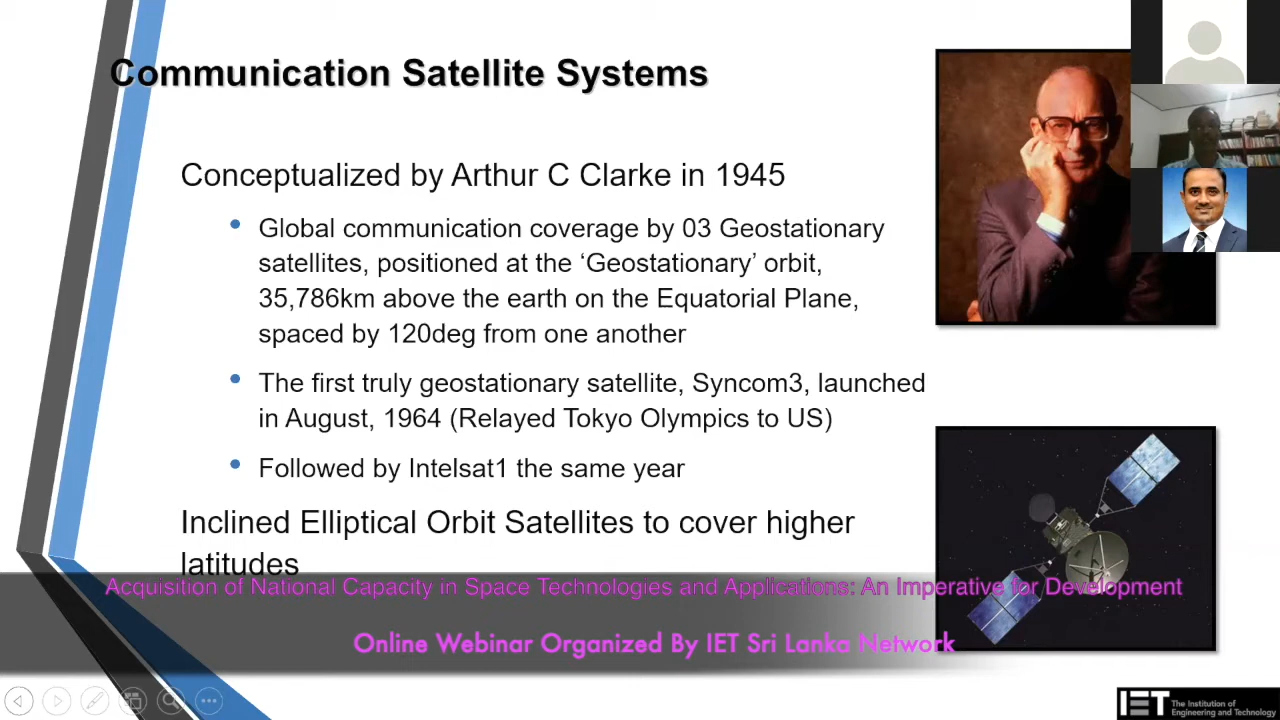 Communication Satellite Systems
Conceptualized by Arthur C Clarke in 1945
Global communication coverage by 03 Geostationary
satellites, positioned at the ‘Geostationary’ orbit,
35,786km above the earth on the Equatorial Plane,
spaced by 120deg from one another
The first truly geostationary satellite, Syncom3, launched
in August, 1964 (Relayed Tokyo Olympics to US)
Followed by Intelsat1 the same year
Inclined Elliptical Orbit Satellites to cover higher
latitudes
Acquisition of National Capacity in Space Technologies and Applications: An Imperative for Development
Online Webinar Organized By IET Sri Lanka Network
IET The Institution of
Engineering and Technology